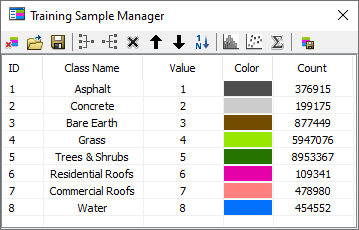 Training Sample Manager
ID Class Name Value Color Count
1 Asphalt 1 376915
2 Concrete 2 199175
3 Bare Earth 3 877449
4 Grass 4 5947076
5 Trees & Shrubs 5 8953367
6 Residential Roofs 6 109341
7 Commercial Roofs 7 478980
8 Water 8 454552